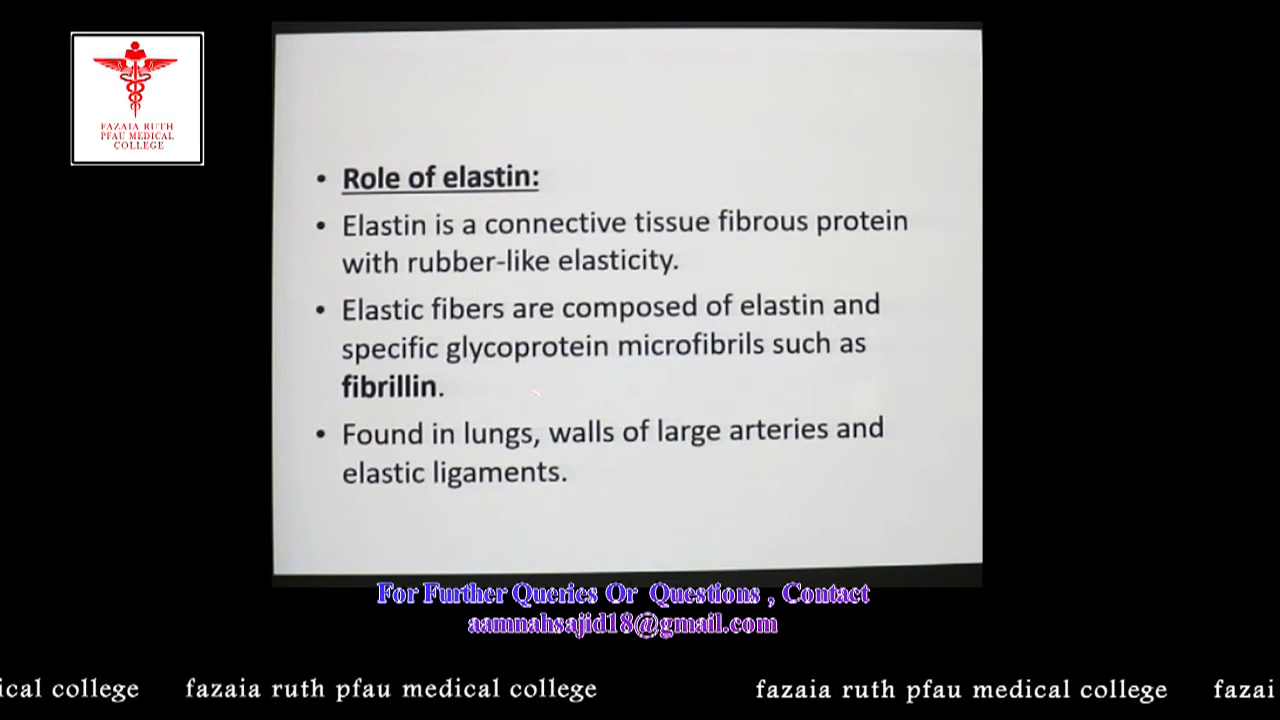 FAZAIA RUTH
PFAU MEDICAL
COLLEGE
• Role of elastin:
• Elastin is a connective tissue fibrous protein
with rubber-like elasticity.
• Elastic fibers are composed of elastin and
specific glycoprotein microfibrils such as
fibrillin.
• Found in lungs, walls of large arteries and
elastic ligaments.
For Further Queries Or Questions , Contact
aamnahsajid18@gmail.com
ical college fazaia ruth pfau medical college fazaia ruth pfau medical college fazai